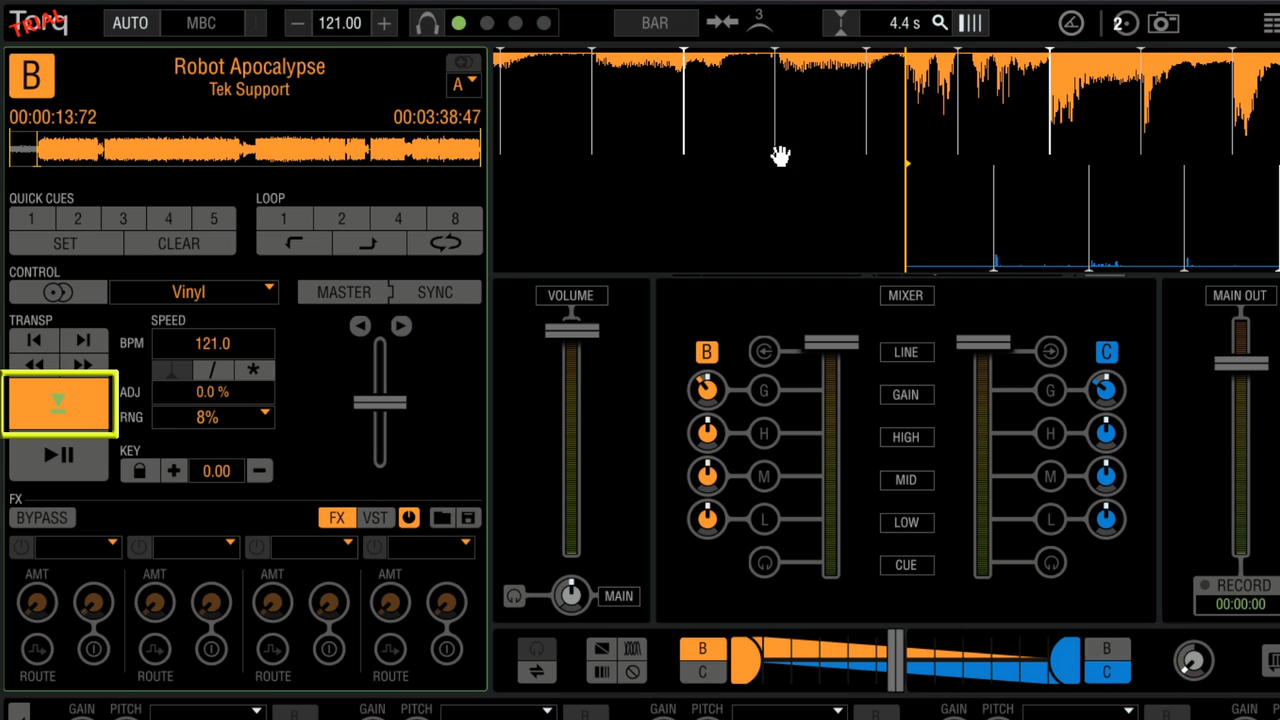 Torq TRIAL AUTO MBC − 121.00 + BAR 3 4.4 s 2
B Robot Apocalypse A
Tek Support
00:00:13:72 00:03:38:47
QUICK CUES LOOP
1 2 3 4 5 1 2 4 8
SET CLEAR
CONTROL
Vinyl MASTER SYNC
TRANSP SPEED
BPM 121.0
/ *
ADJ 0.0 %
RNG 8%
KEY
+ 0.00 −
FX
BYPASS FX VST
AMT AMT AMT AMT
ROUTE ROUTE ROUTE ROUTE
VOLUME
MAIN
MIXER
B LINE C
G GAIN G
H HIGH H
M MID M
L LOW L
CUE
MAIN OUT
RECORD
00:00:00
B B
C C
GAIN PITCH B GAIN PITCH B GAIN PITCH GAIN PITCH